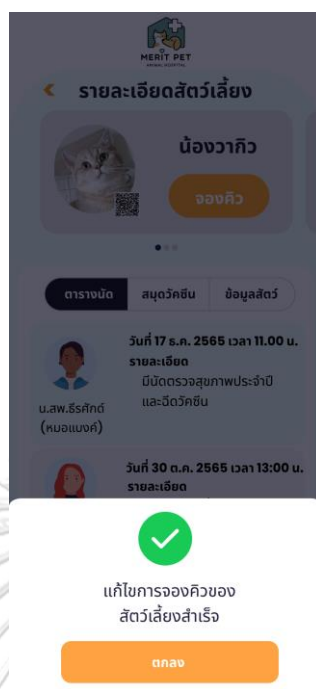 MERIT PET
ANIMAL HOSPITAL
รายละเอียดสัตว์เลี้ยง
น้องวากิว
จองคิว
ตารางนัด สมุดวัคซีน ข้อมูลสัตว์
วันที่ 17 ธ.ค. 2565 เวลา 11.00 น.
รายละเอียด
มีนัดตรวจสุขภาพประจำปี
และฉีดวัคซีน
น.สพ.ธีรศักด์
(หมอแบงค์)
วันที่ 30 ต.ค. 2565 เวลา 13:00 น.
รายละเอียด
แก้ไขการจองคิวของ
สัตว์เลี้ยงสำเร็จ
ตกลง